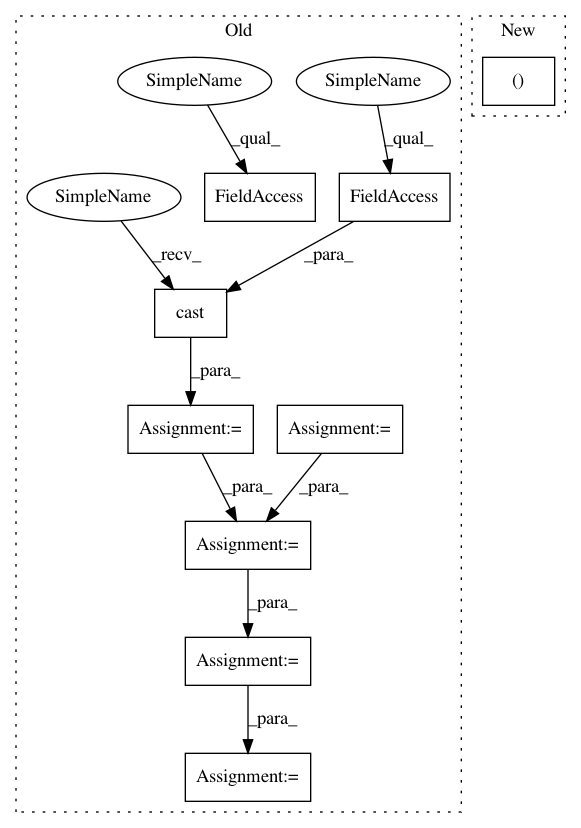 Old
New
SimpleName
SimpleName
()
_qual_
_qual_
SimpleName
FieldAccess
FieldAccess
_recv_
_para_
cast
_para_
Assignment:=
Assignment:=
_para_
_para_
Assignment:=
_para_
Assignment:=
_para_
Assignment:=